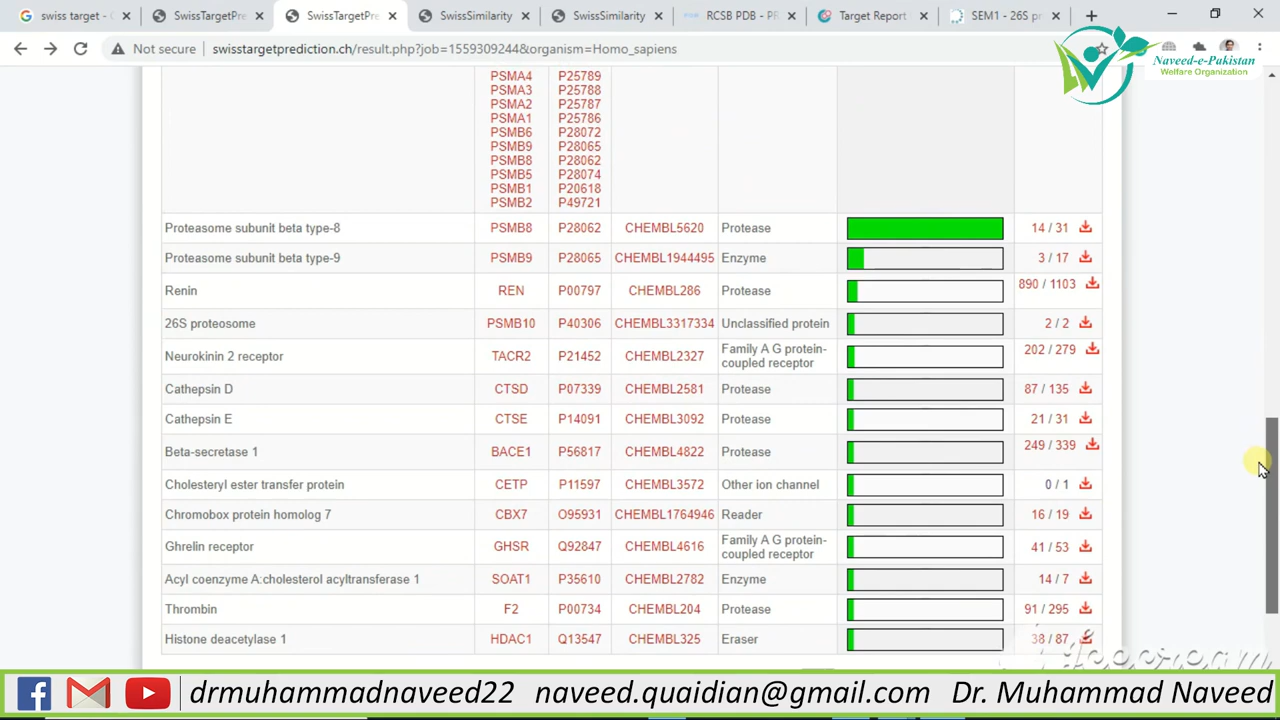 swiss target - G
SwissTargetPre
SwissTargetPre
SwissSimilarity
SwissSimilarity
RCSB PDB - PR
Target Report
SEM1 - 26S pr
Not secure swisstargetprediction.ch/result.php?job=1559309244&organism=Homo_sapiens
Naveed-e-Pakistan
Welfare Organization
PSMA4 P25789
PSMA3 P25788
PSMA2 P25787
PSMA1 P25786
PSMB6 P28072
PSMB9 P28065
PSMB8 P28062
PSMB5 P28074
PSMB1 P20618
PSMB2 P49721
Proteasome subunit beta type-8 PSMB8 P28062 CHEMBL5620 Protease 14 / 31
Proteasome subunit beta type-9 PSMB9 P28065 CHEMBL1944495 Enzyme 3 / 17
Renin REN P00797 CHEMBL286 Protease 890 / 1103
26S proteosome PSMB10 P40306 CHEMBL3317334 Unclassified protein 2 / 2
Neurokinin 2 receptor TACR2 P21452 CHEMBL2327 Family A G protein-coupled receptor 202 / 279
Cathepsin D CTSD P07339 CHEMBL2581 Protease 87 / 135
Cathepsin E CTSE P14091 CHEMBL3092 Protease 21 / 31
Beta-secretase 1 BACE1 P56817 CHEMBL4822 Protease 249 / 339
Cholesteryl ester transfer protein CETP P11597 CHEMBL3572 Other ion channel 0 / 1
Chromobox protein homolog 7 CBX7 O95931 CHEMBL1764946 Reader 16 / 19
Ghrelin receptor GHSR Q92847 CHEMBL4616 Family A G protein-coupled receptor 41 / 53
Acyl coenzyme A:cholesterol acyltransferase 1 SOAT1 P35610 CHEMBL2782 Enzyme 14 / 7
Thrombin F2 P00734 CHEMBL204 Protease 91 / 295
Histone deacetylase 1 HDAC1 Q13547 CHEMBL325 Eraser 38 / 87
drmuhammadnaveed22 naveed.quaidian@gmail.com Dr. Muhammad Naveed